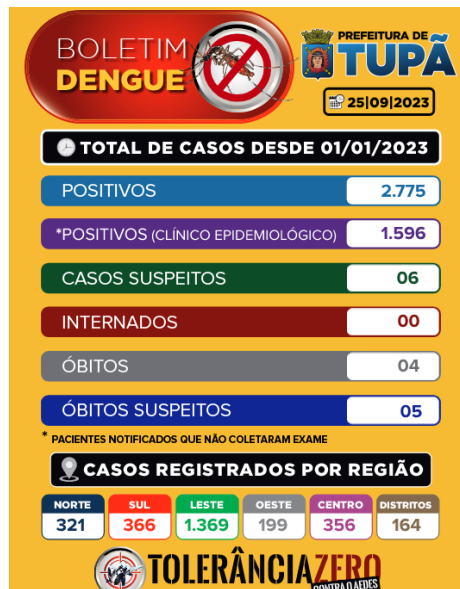 BOLETIM
DENGUE
PREFEITURA DE
TUPÃ
25|09|2023
TOTAL DE CASOS DESDE 01/01/2023
POSITIVOS 2.775
*POSITIVOS (CLÍNICO EPIDEMIOLÓGICO) 1.596
CASOS SUSPEITOS 06
INTERNADOS 00
ÓBITOS 04
ÓBITOS SUSPEITOS 05
* PACIENTES NOTIFICADOS QUE NÃO COLETARAM EXAME
CASOS REGISTRADOS POR REGIÃO
NORTE SUL LESTE OESTE CENTRO DISTRITOS
321 366 1.369 199 356 164
TOLERÂNCIAZERO
CONTRA O AEDES